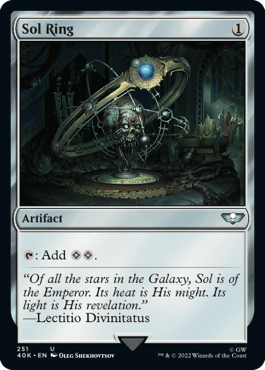 Sol Ring 1
Artifact
: Add .
“Of all the stars in the Galaxy, Sol is of
the Emperor. Its heat is His might. Its
light is His revelation.”
—Lectitio Divinitatus
251 U
40K • EN Oleg Shekhovtsov
© GW
™ & © 2022 Wizards of the Coast